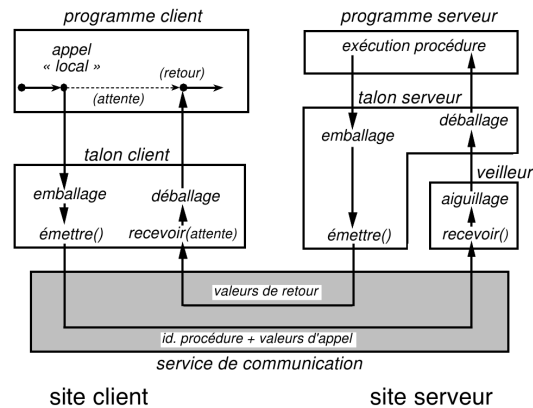 programme client
programme serveur
appel
« local »
(retour)
(attente)
exécution procédure
talon serveur
emballage
déballage
talon client
veilleur
emballage
déballage
aiguillage
émettre()
recevoir(attente)
émettre()
recevoir()
valeurs de retour
id. procédure + valeurs d'appel
service de communication
site client
site serveur